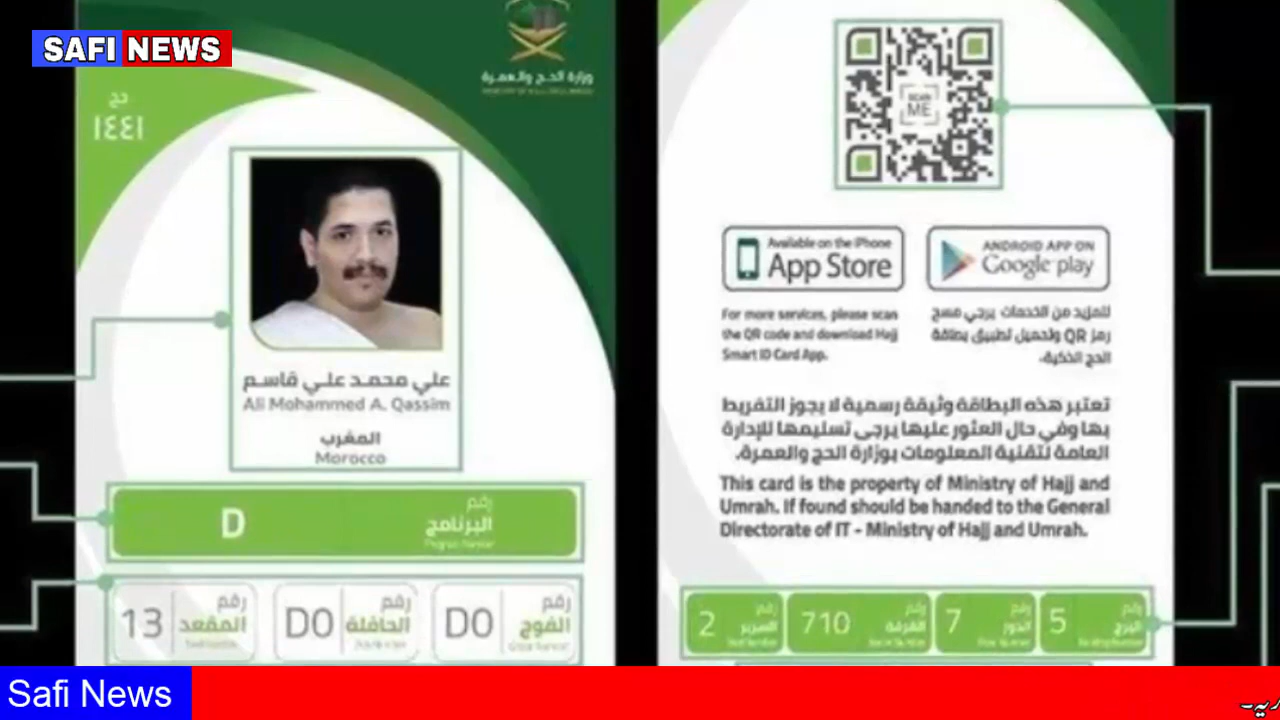 SAFI NEWS
حج
١٤٤١
وزارة الحج والعمرة
علي محمد علي قاسم
Ali Mohammed A. Qassim
المغرب
Morocco
D
رقم
البرنامج
13
رقم
المقعد
D0
رقم
الحافلة
D0
رقم
الفوج
SCAN
ME
Available on the iPhone
App Store
ANDROID APP ON
Google play
For more services, please scan
the QR code and download Hajj
Smart ID Card App.
للمزيد من الخدمات يرجى مسح
رمز QR وتحميل تطبيق بطاقة
الحج الذكية.
تعتبر هذه البطاقة وثيقة رسمية لا يجوز التفريط
بها وفي حال العثور عليها يرجى تسليمها للإدارة
العامة لتقنية المعلومات بوزارة الحج والعمرة.
This card is the property of Ministry of Hajj and
Umrah. If found should be handed to the General
Directorate of IT - Ministry of Hajj and Umrah.
2
رقم
السرير
710
رقم
الغرفة
7
رقم
الدور
5
رقم
البرج
Safi News